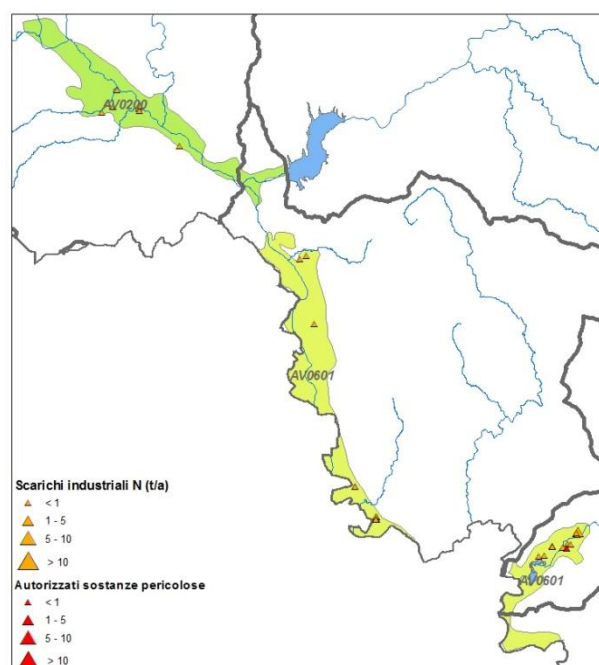 AV0200
AV0601
AV0601
Scarichi industriali N (t/a)
< 1
1 - 5
5 - 10
> 10
Autorizzati sostanze pericolose
< 1
1 - 5
5 - 10
> 10